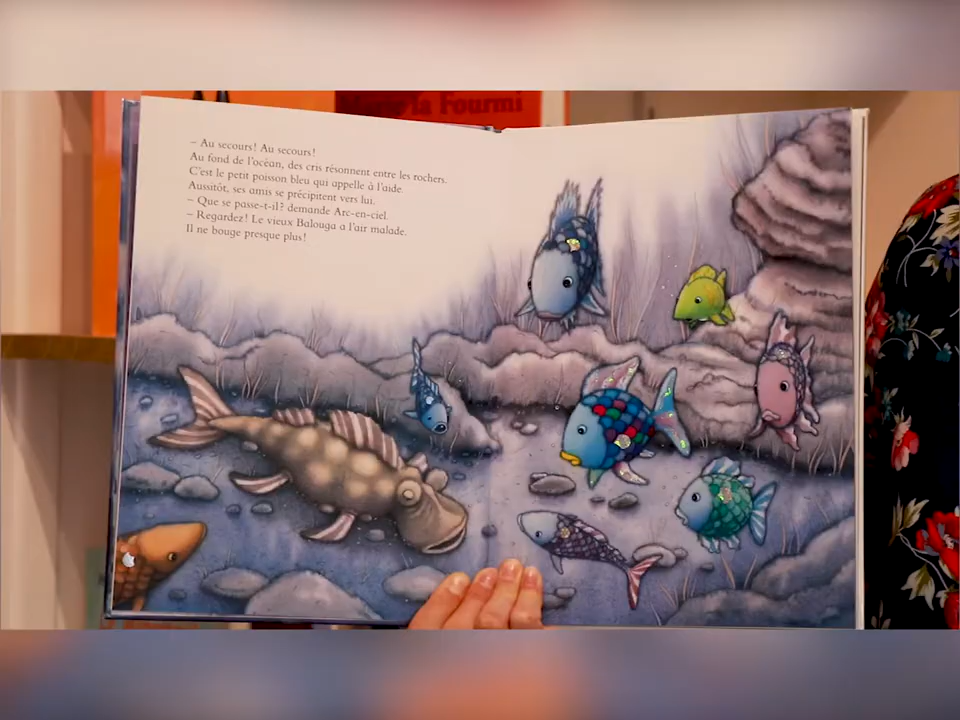 Marie la Fourmi
– Au secours! Au secours!
Au fond de l'océan, des cris résonnent entre les rochers.
C'est le petit poisson bleu qui appelle à l'aide.
Aussitôt, ses amis se précipitent vers lui.
– Que se passe-t-il? demande Arc-en-ciel.
– Regardez! Le vieux Balouga a l'air malade.
Il ne bouge presque plus!